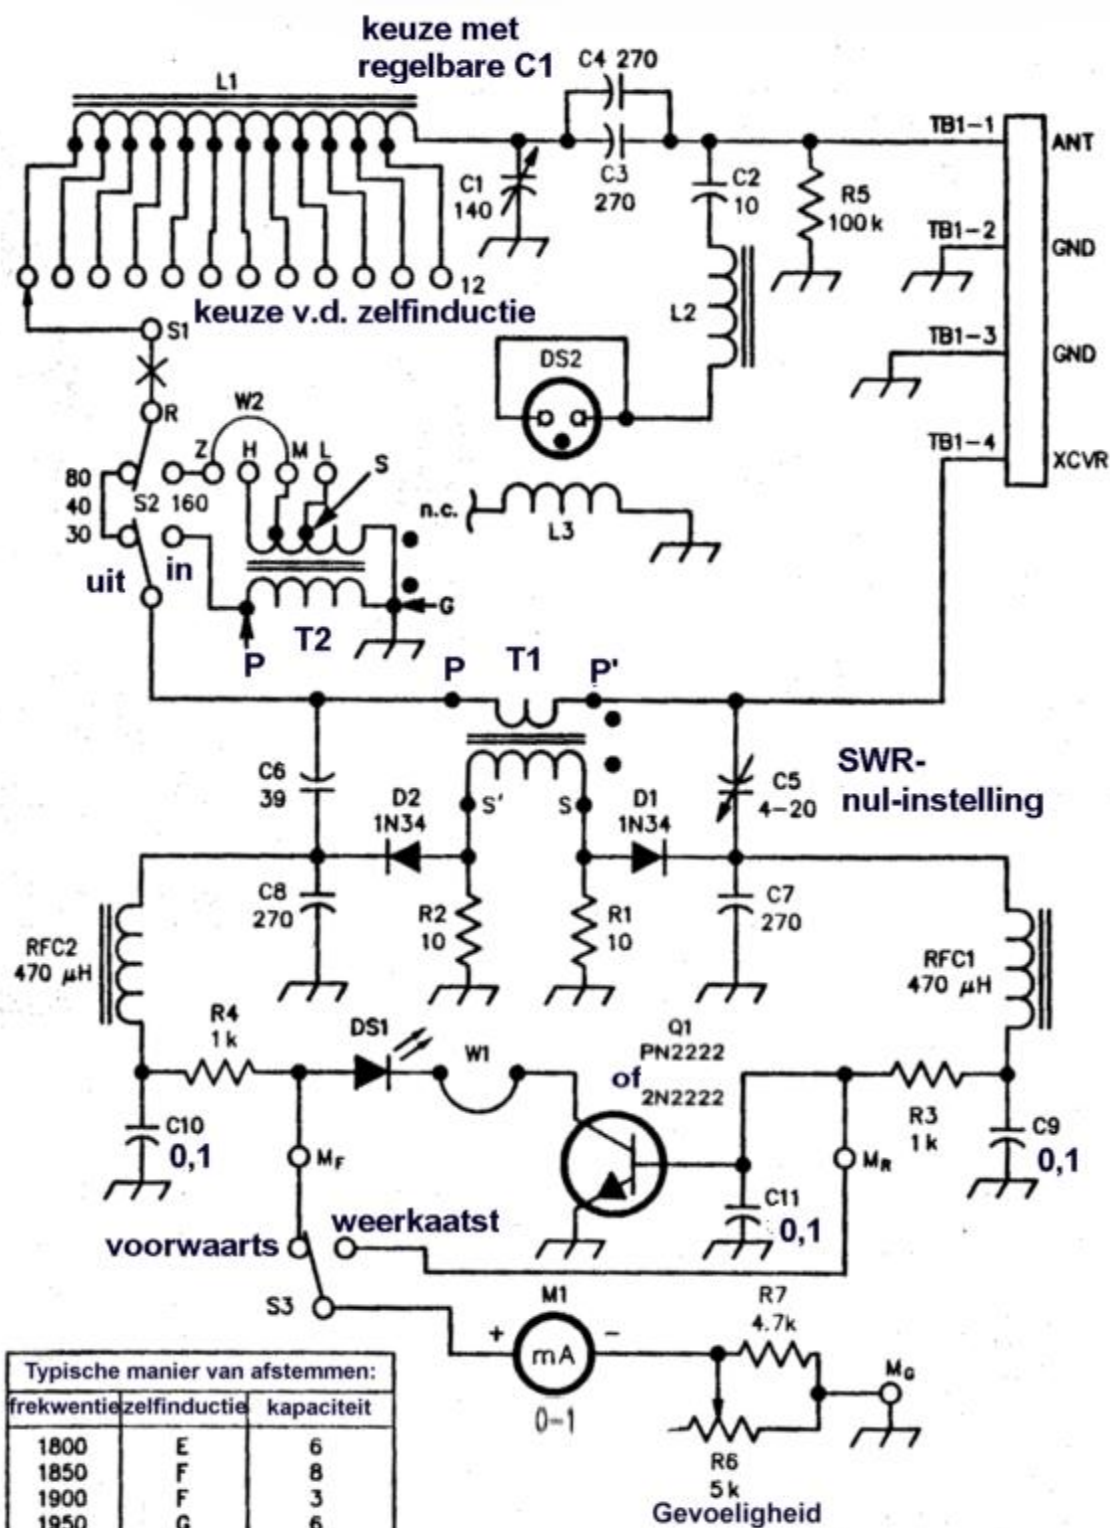 keuze met
regelbare C1
L1
C4 270
C1
140
C3
270
C2
10
R5
100k
TB1-1
ANT
TB1-2
GND
TB1-3
GND
TB1-4
XCVR
12
keuze v.d. zelfinductie
S1
L2
DS2
R
W2
Z
H
M
L
S
80
40
30
S2 160
n.c.
L3
uit
in
G
T2
P
P
T1
P'
C6
39
D2
1N34
S'
S
D1
1N34
C5
4-20
SWR-
nul-instelling
C8
270
R2
10
R1
10
C7
270
RFC2
470 µH
RFC1
470 µH
R4
1k
DS1
W1
Q1
PN2222
of
2N2222
R3
1k
C10
0,1
MF
MR
C9
0,1
C11
0,1
voorwaarts
weerkaatst
S3
M1
+
-
mA
0-1
R7
4.7k
MG
R6
5k
Gevoeligheid
Typische manier van afstemmen:
frekwentie zelfinductie kapaciteit
1800 E 6
1850 F 8
1900 F 3
1950 G 6